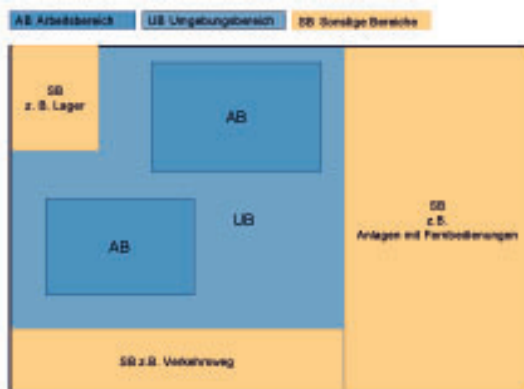 AB Arbeitsbereich
UB Umgebungsbereich
SB Sonstige Bereiche
SB
z. B. Lager
AB
SB
z.B.
Anlagen mit Fernbedienungen
UB
AB
SB z.B. Verkehrsweg